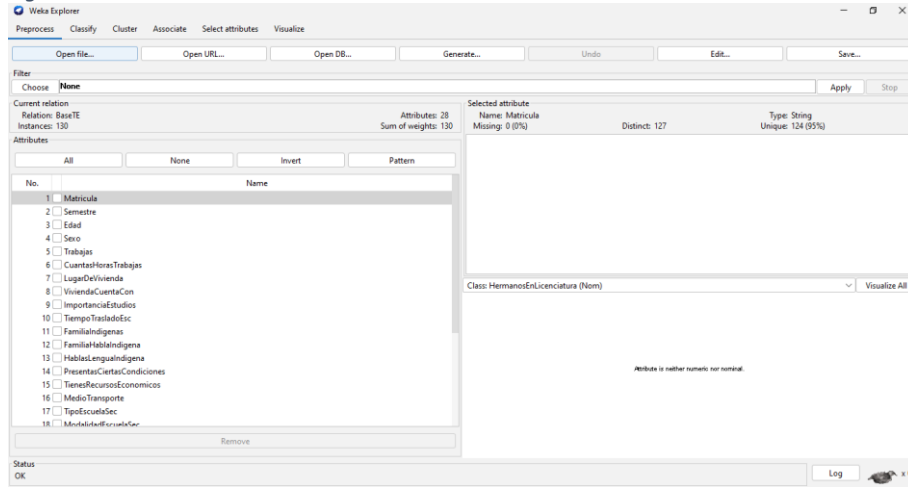 Weka Explorer
Preprocess Classify Cluster Associate Select attributes Visualize
Open file... Open URL... Open DB... Generate... Undo Edit... Save...
Filter
Choose None Apply Stop
Current relation
Relation: BaseTE Attributes: 28
Instances: 130 Sum of weights: 130
Selected attribute
Name: Matricula Type: String
Missing: 0 (0%) Distinct: 127 Unique: 124 (95%)
Attributes
All None Invert Pattern
No. Name
1 Matricula
2 Semestre
3 Edad
4 Sexo
5 Trabajas
6 CuantasHorasTrabajas
7 LugarDeVivienda
8 ViviendaCuentaCon
9 ImportanciaEstudios
10 TiempoTrasladoEsc
11 FamiliaIndigenas
12 FamiliaHablaIndigena
13 HablasLenguaIndigena
14 PresentasCiertasCondiciones
15 TienesRecursosEconomicos
16 MedioTransporte
17 TipoEscuelaSec
18 ModalidadEscuelaSec
Remove
Class: HermanosEnLicenciatura (Nom) Visualize All
Attribute is neither numeric nor nominal.
Status
OK
Log x